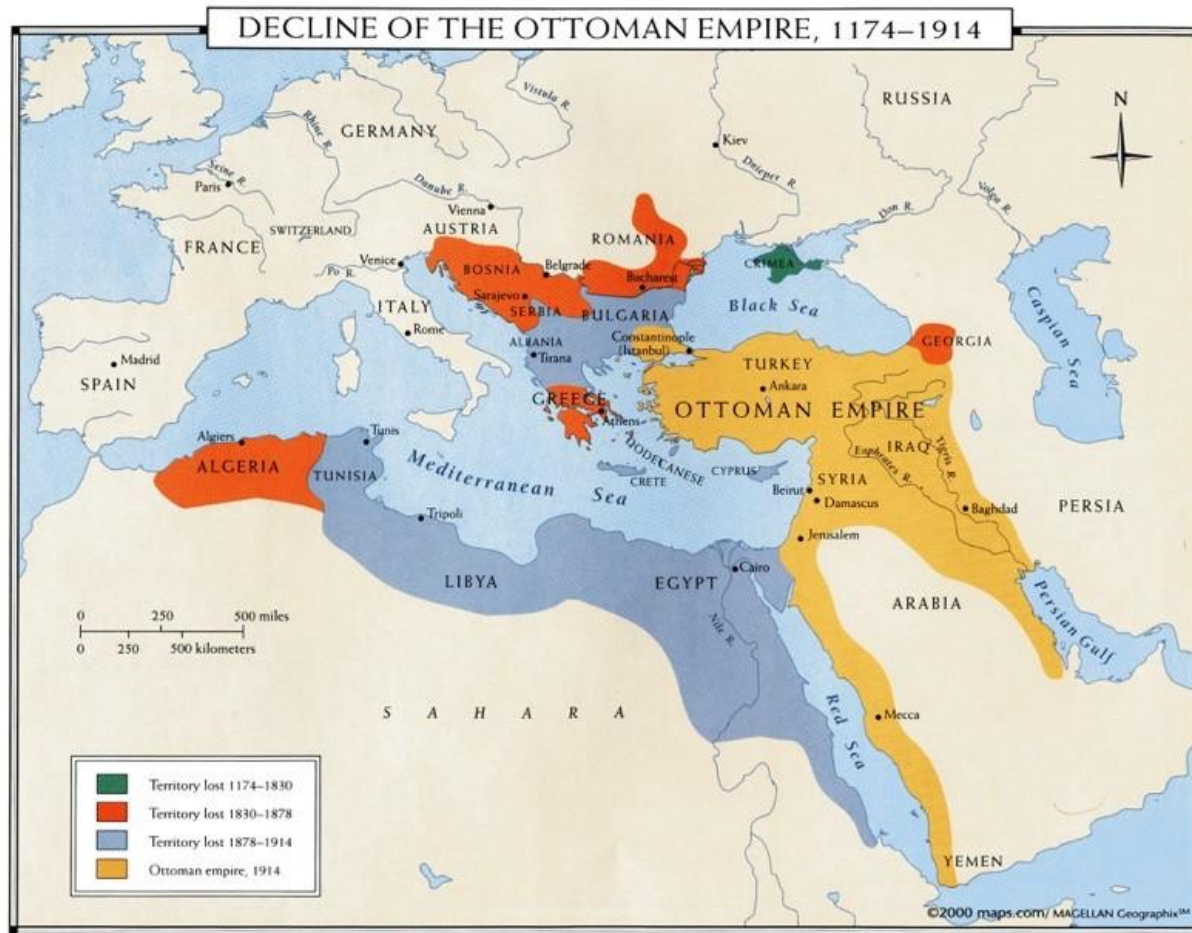 DECLINE OF THE OTTOMAN EMPIRE, 1174–1914
RUSSIA
N
Vistula R.
GERMANY
Rhine R.
Kiev
Dnieper R.
Seine R.
Paris
Danube R.
Vienna
Don R.
Volga R.
SWITZERLAND
AUSTRIA
ROMANIA
FRANCE
Venice
Po R.
BOSNIA
Belgrade
CRIMEA
Bucharest
Sarajevo
ITALY
SERBIA
BULGARIA
Black Sea
Caspian Sea
Rome
Constantinople
(Istanbul)
GEORGIA
ALBANIA
Tirana
Madrid
SPAIN
TURKEY
Ankara
GREECE
Athens
OTTOMAN EMPIRE
Algiers
Tunis
ALGERIA
TUNISIA
Mediterranean Sea
DODECANESE
CRETE
CYPRUS
IRAQ
Tigris R.
Euphrates R.
SYRIA
Beirut
Damascus
Baghdad
PERSIA
Tripoli
Jerusalem
LIBYA
EGYPT
Cairo
Nile R.
ARABIA
Persian Gulf
0 250 500 miles
0 250 500 kilometers
SAHARA
Red Sea
Mecca
Territory lost 1174–1830
Territory lost 1830–1878
Territory lost 1878–1914
Ottoman empire, 1914
YEMEN
©2000 maps.com/ MAGELLAN Geographix℠